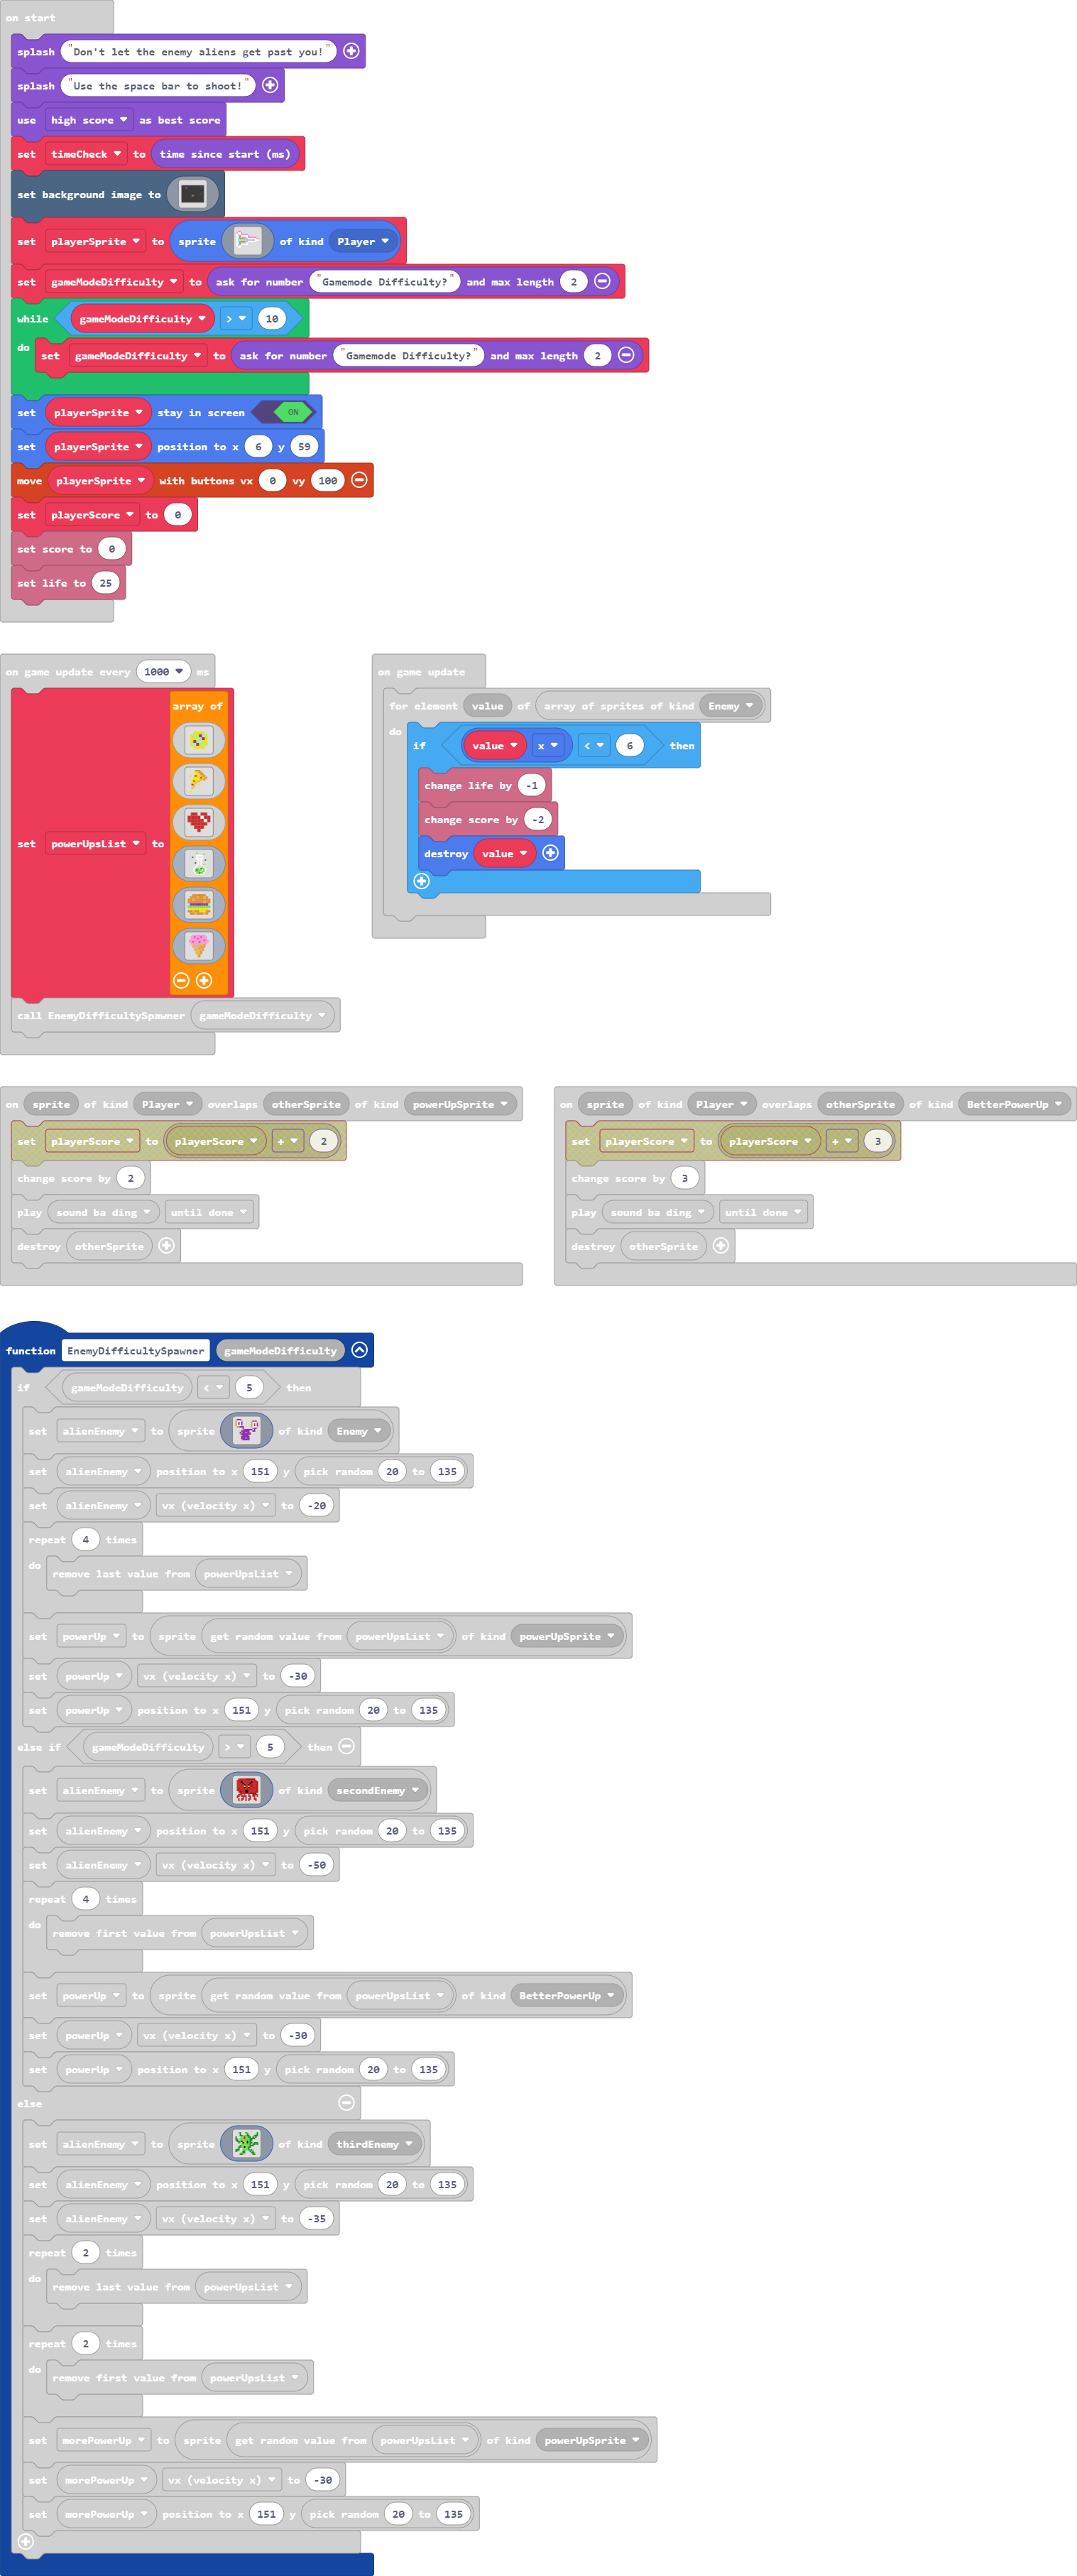 on start
splash "Don't let the enemy aliens get past you!"
splash "Use the space bar to shoot!"
use high score as best score
set timeCheck to time since start (ms)
set background image to
set playerSprite to sprite of kind Player
set gameModeDifficulty to ask for number "Gamemode Difficulty?" and max length 2
while gameModeDifficulty > 10
do set gameModeDifficulty to ask for number "Gamemode Difficulty?" and max length 2
set playerSprite stay in screen ON
set playerSprite position to x 6 y 59
move playerSprite with buttons vx 0 vy 100
set playerScore to 0
set score to 0
set life to 25
on game update every 1000 ms
array of
set powerUpsList to
call EnemyDifficultySpawner gameModeDifficulty
on game update
for element value of array of sprites of kind Enemy
do if value x < 6 then
change life by -1
change score by -2
destroy value
on sprite of kind Player overlaps otherSprite of kind powerUpSprite
set playerScore to playerScore + 2
change score by 2
play sound ba ding until done
destroy otherSprite
on sprite of kind Player overlaps otherSprite of kind BetterPowerUp
set playerScore to playerScore + 3
change score by 3
play sound ba ding until done
destroy otherSprite
function EnemyDifficultySpawner gameModeDifficulty
if gameModeDifficulty < 5 then
set alienEnemy to sprite of kind Enemy
set alienEnemy position to x 151 y pick random 20 to 135
set alienEnemy vx (velocity x) to -20
repeat 4 times
do remove last value from powerUpsList
set powerUp to sprite get random value from powerUpsList of kind powerUpSprite
set powerUp vx (velocity x) to -30
set powerUp position to x 151 y pick random 20 to 135
else if gameModeDifficulty > 5 then
set alienEnemy to sprite of kind secondEnemy
set alienEnemy position to x 151 y pick random 20 to 135
set alienEnemy vx (velocity x) to -50
repeat 4 times
do remove first value from powerUpsList
set powerUp to sprite get random value from powerUpsList of kind BetterPowerUp
set powerUp vx (velocity x) to -30
set powerUp position to x 151 y pick random 20 to 135
else
set alienEnemy to sprite of kind thirdEnemy
set alienEnemy position to x 151 y pick random 20 to 135
set alienEnemy vx (velocity x) to -35
repeat 2 times
do remove last value from powerUpsList
repeat 2 times
do remove first value from powerUpsList
set morePowerUp to sprite get random value from powerUpsList of kind powerUpSprite
set morePowerUp vx (velocity x) to -30
set morePowerUp position to x 151 y pick random 20 to 135